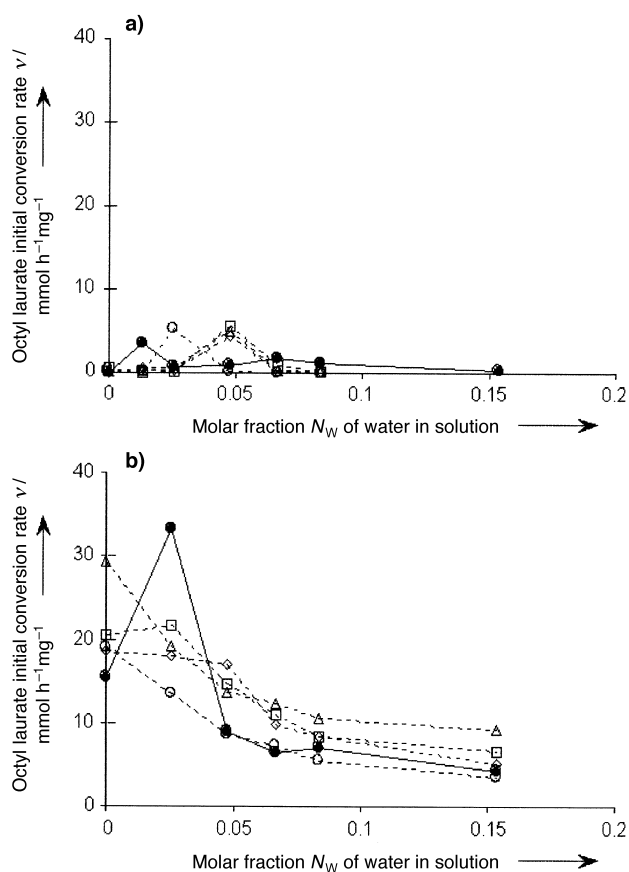 a)
40
30
20
10
0
0
0.05
0.1
0.15
0.2
Octyl laurate initial conversion rate ν /
mmol h⁻¹mg⁻¹
Molar fraction N_W of water in solution
b)
40
30
20
10
0
0
0.05
0.1
0.15
0.2
Octyl laurate initial conversion rate ν /
mmol h⁻¹mg⁻¹
Molar fraction N_W of water in solution